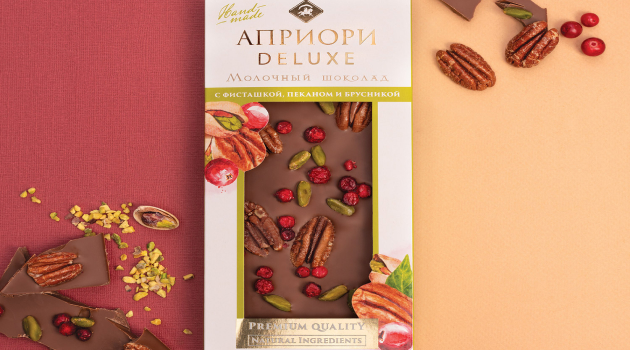 Hand
made
АПРИОРИ
DELUXE
Молочный шоколад
С ФИСТАШКОЙ, ПЕКАНОМ И БРУСНИКОЙ
PREMIUM QUALITY
NATURAL INGREDIENTS